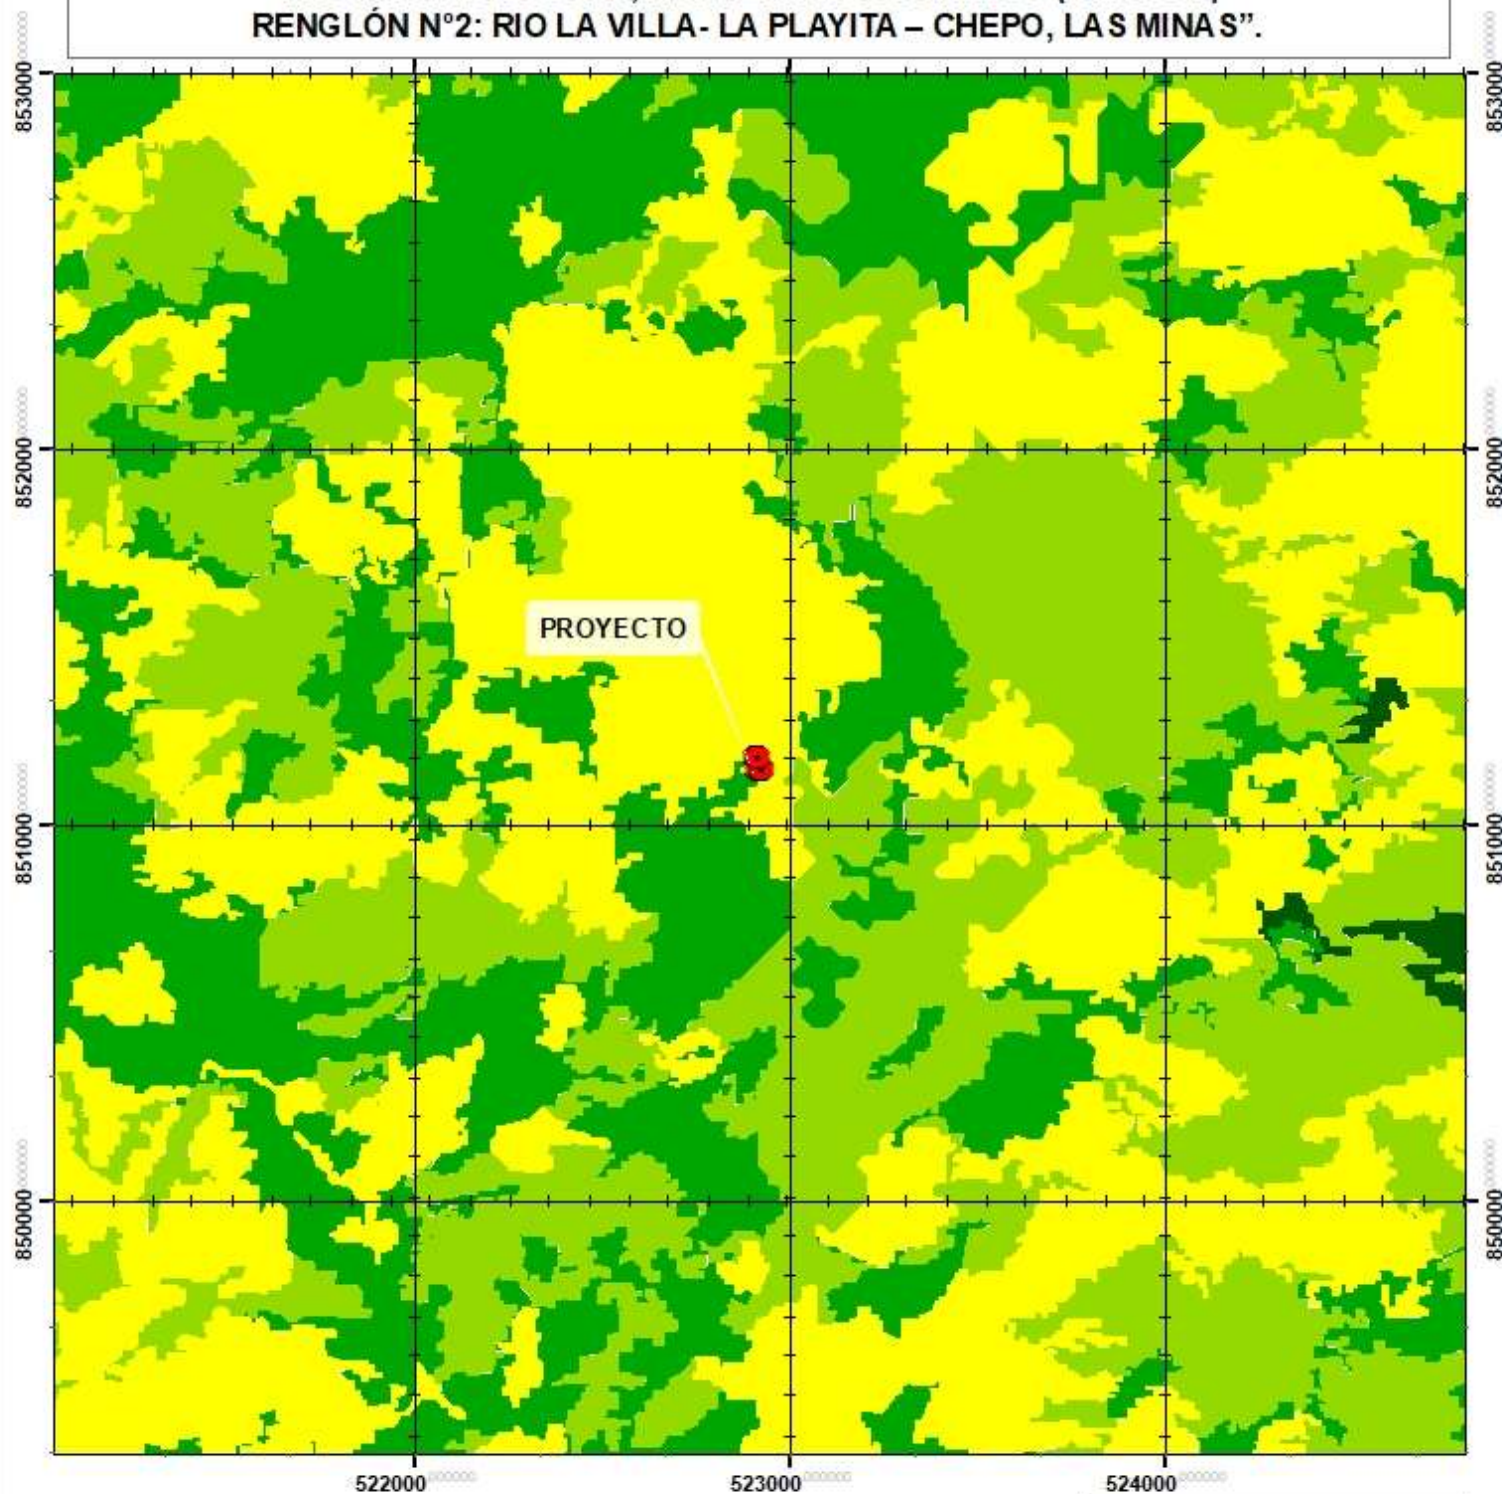 RENGLÓN N°2: RIO LA VILLA- LA PLAYITA – CHEPO, LAS MINAS”.
853000 853000
852000 852000
PROYECTO
851000 851000
850000 850000
522000 523000 524000